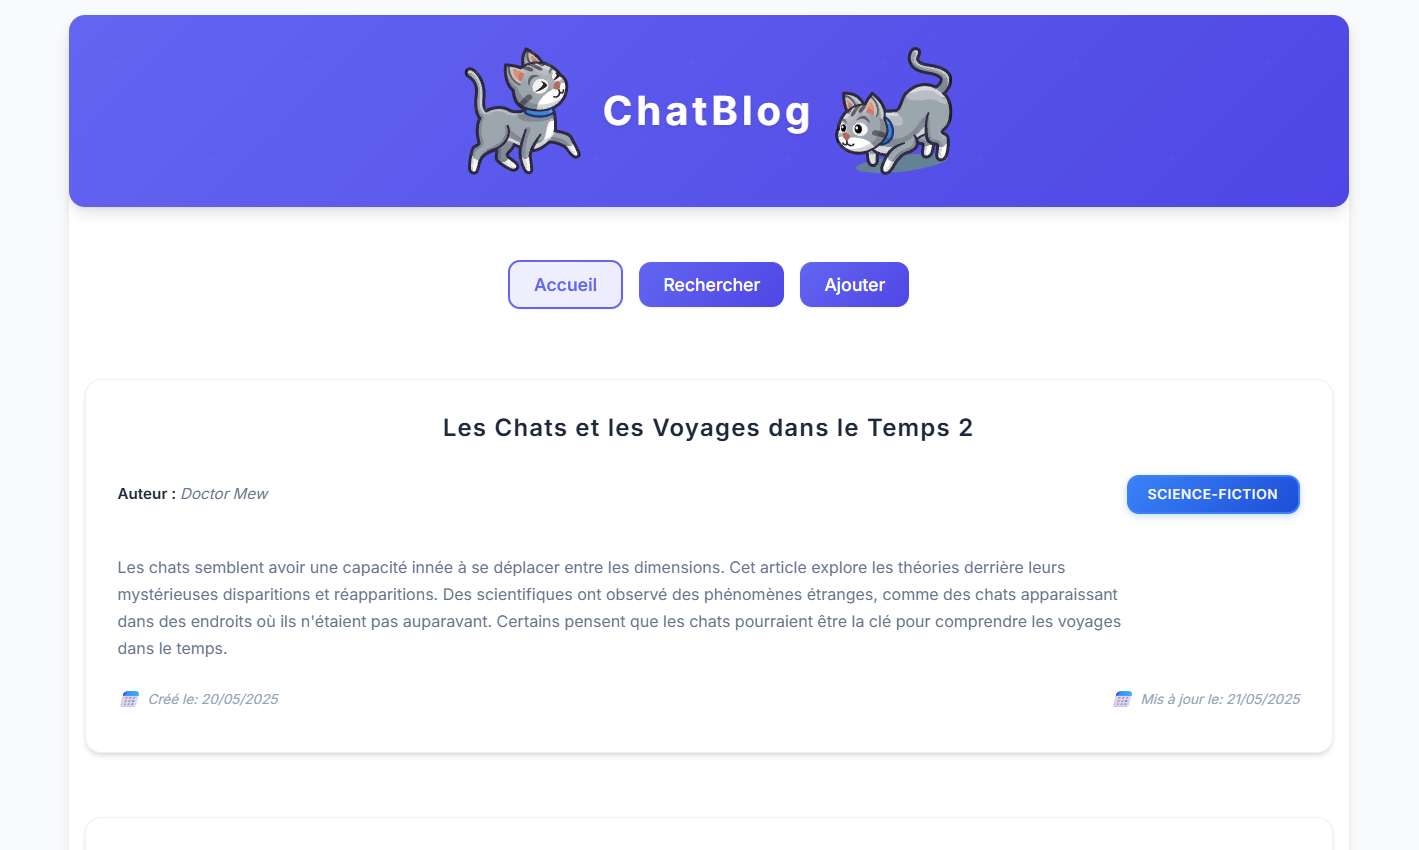 ChatBlog
Accueil
Rechercher
Ajouter
Les Chats et les Voyages dans le Temps 2
Auteur : Doctor Mew
SCIENCE-FICTION
Les chats semblent avoir une capacité innée à se déplacer entre les dimensions. Cet article explore les théories derrière leurs
mystérieuses disparitions et réapparitions. Des scientifiques ont observé des phénomènes étranges, comme des chats apparaissant
dans des endroits où ils n'étaient pas auparavant. Certains pensent que les chats pourraient être la clé pour comprendre les voyages
dans le temps.
Créé le: 20/05/2025
Mis à jour le: 21/05/2025